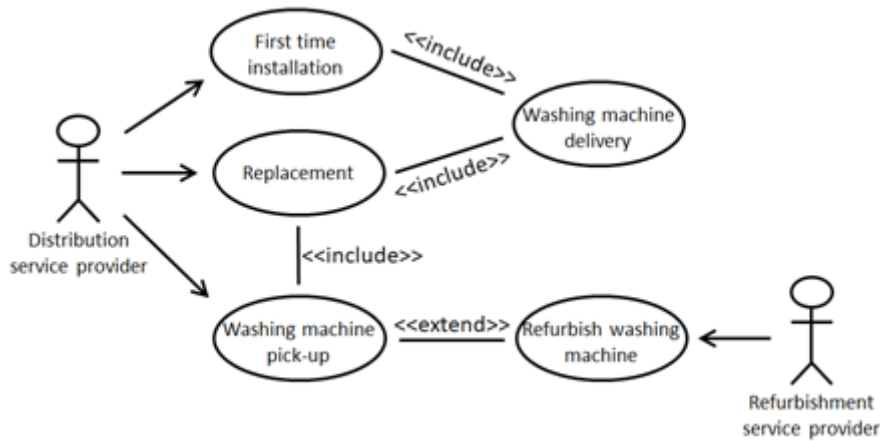 First time
installation
<<include>>
Washing machine
delivery
Replacement
<<include>>
Distribution
service provider
<<include>>
Washing machine
pick-up
<<extend>>
Refurbish washing
machine
Refurbishment
service provider